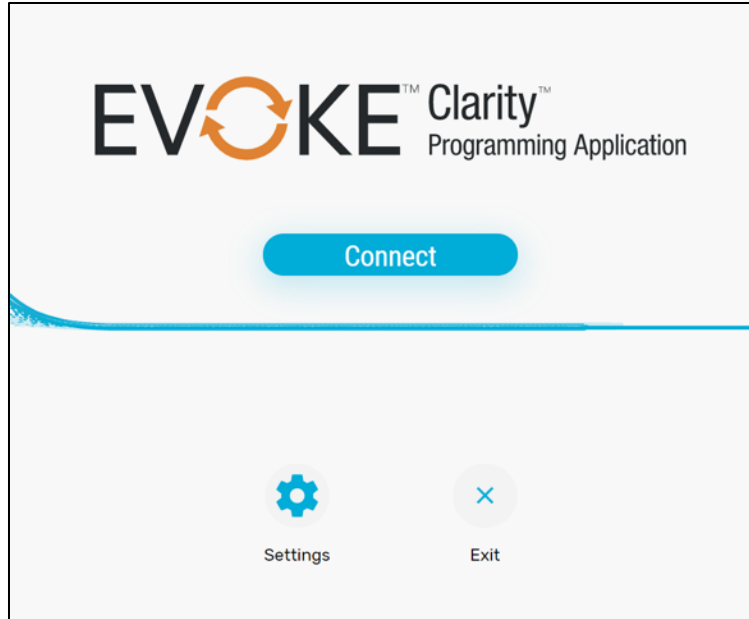 EVOKE™ Clarity™
Programming Application
Connect
Settings
Exit